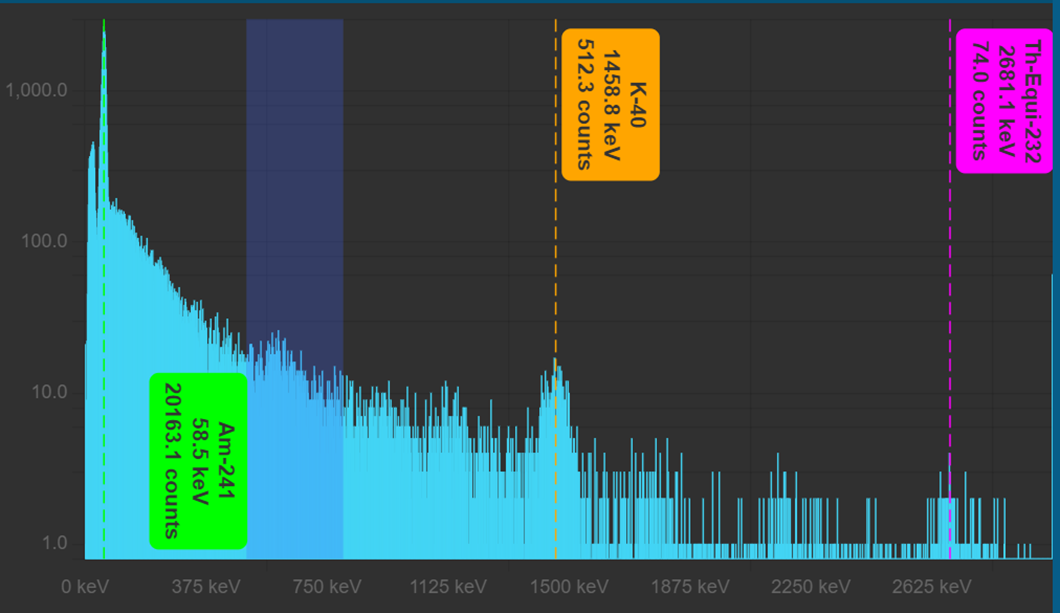 1,000.0
100.0
10.0
1.0
K-40
1458.8 keV
512.3 counts
Th-Equi-232
2681.1 keV
74.0 counts
Am-241
58.5 keV
20163.1 counts
0 keV
375 keV
750 keV
1125 keV
1500 keV
1875 keV
2250 keV
2625 keV